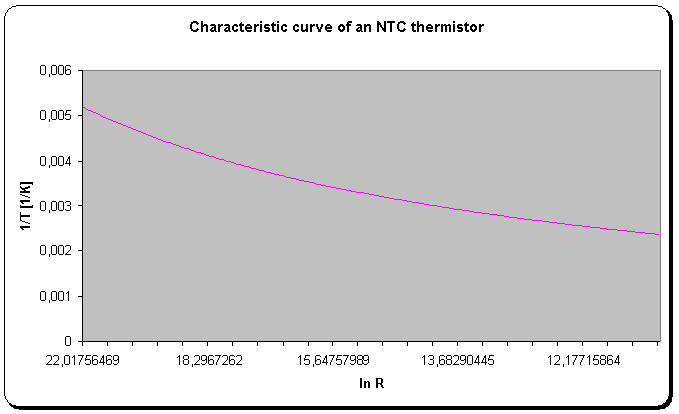 Characteristic curve of an NTC thermistor
0,006
0,005
0,004
0,003
0,002
0,001
0
1/T [1/K]
22,01756469 18,2967262 15,64757989 13,68290445 12,17715864
ln R